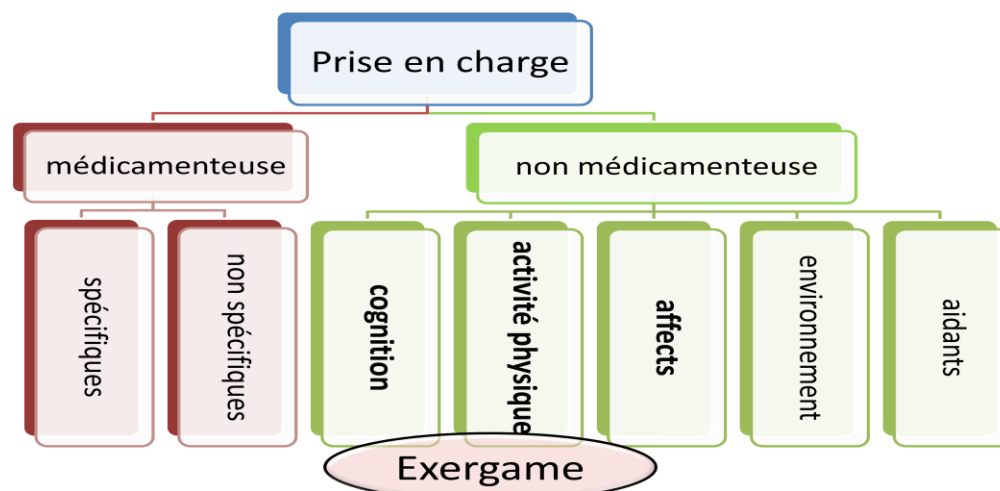 Prise en charge
médicamenteuse
non médicamenteuse
spécifiques
non spécifiques
cognition
activité physique
affects
environnement
aidants
Exergame